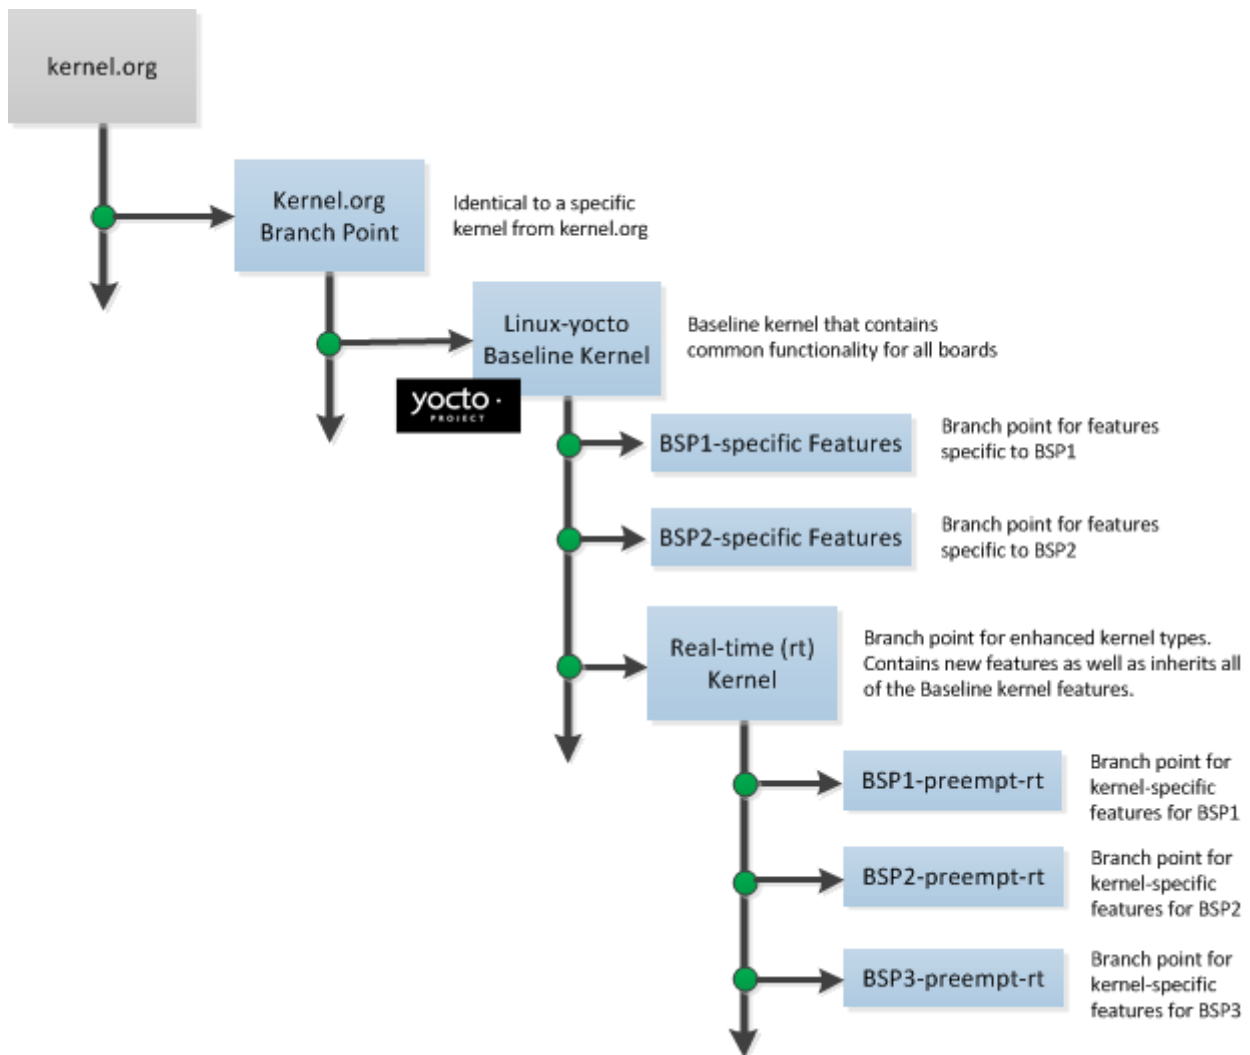 kernel.org
Kernel.org
Branch Point
Identical to a specific
kernel from kernel.org
Linux-yocto
Baseline Kernel
Baseline kernel that contains
common functionality for all boards
yocto ·
PROJECT
BSP1-specific Features
Branch point for features
specific to BSP1
BSP2-specific Features
Branch point for features
specific to BSP2
Real-time (rt)
Kernel
Branch point for enhanced kernel types.
Contains new features as well as inherits all
of the Baseline kernel features.
BSP1-preempt-rt
Branch point for
kernel-specific
features for BSP1
BSP2-preempt-rt
Branch point for
kernel-specific
features for BSP2
BSP3-preempt-rt
Branch point for
kernel-specific
features for BSP3